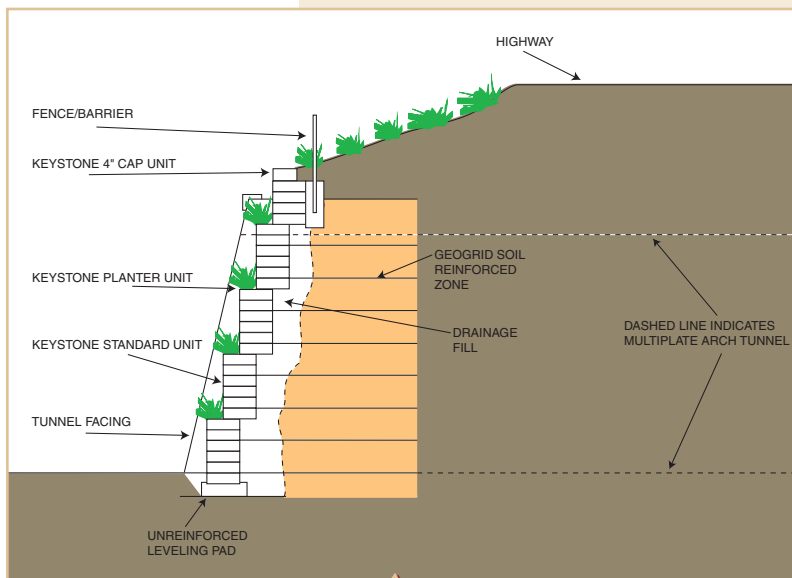 HIGHWAY
FENCE/BARRIER
KEYSTONE 4" CAP UNIT
GEOGRID SOIL
REINFORCED
ZONE
KEYSTONE PLANTER UNIT
DRAINAGE
FILL
DASHED LINE INDICATES
MULTIPLATE ARCH TUNNEL
KEYSTONE STANDARD UNIT
TUNNEL FACING
UNREINFORCED
LEVELING PAD